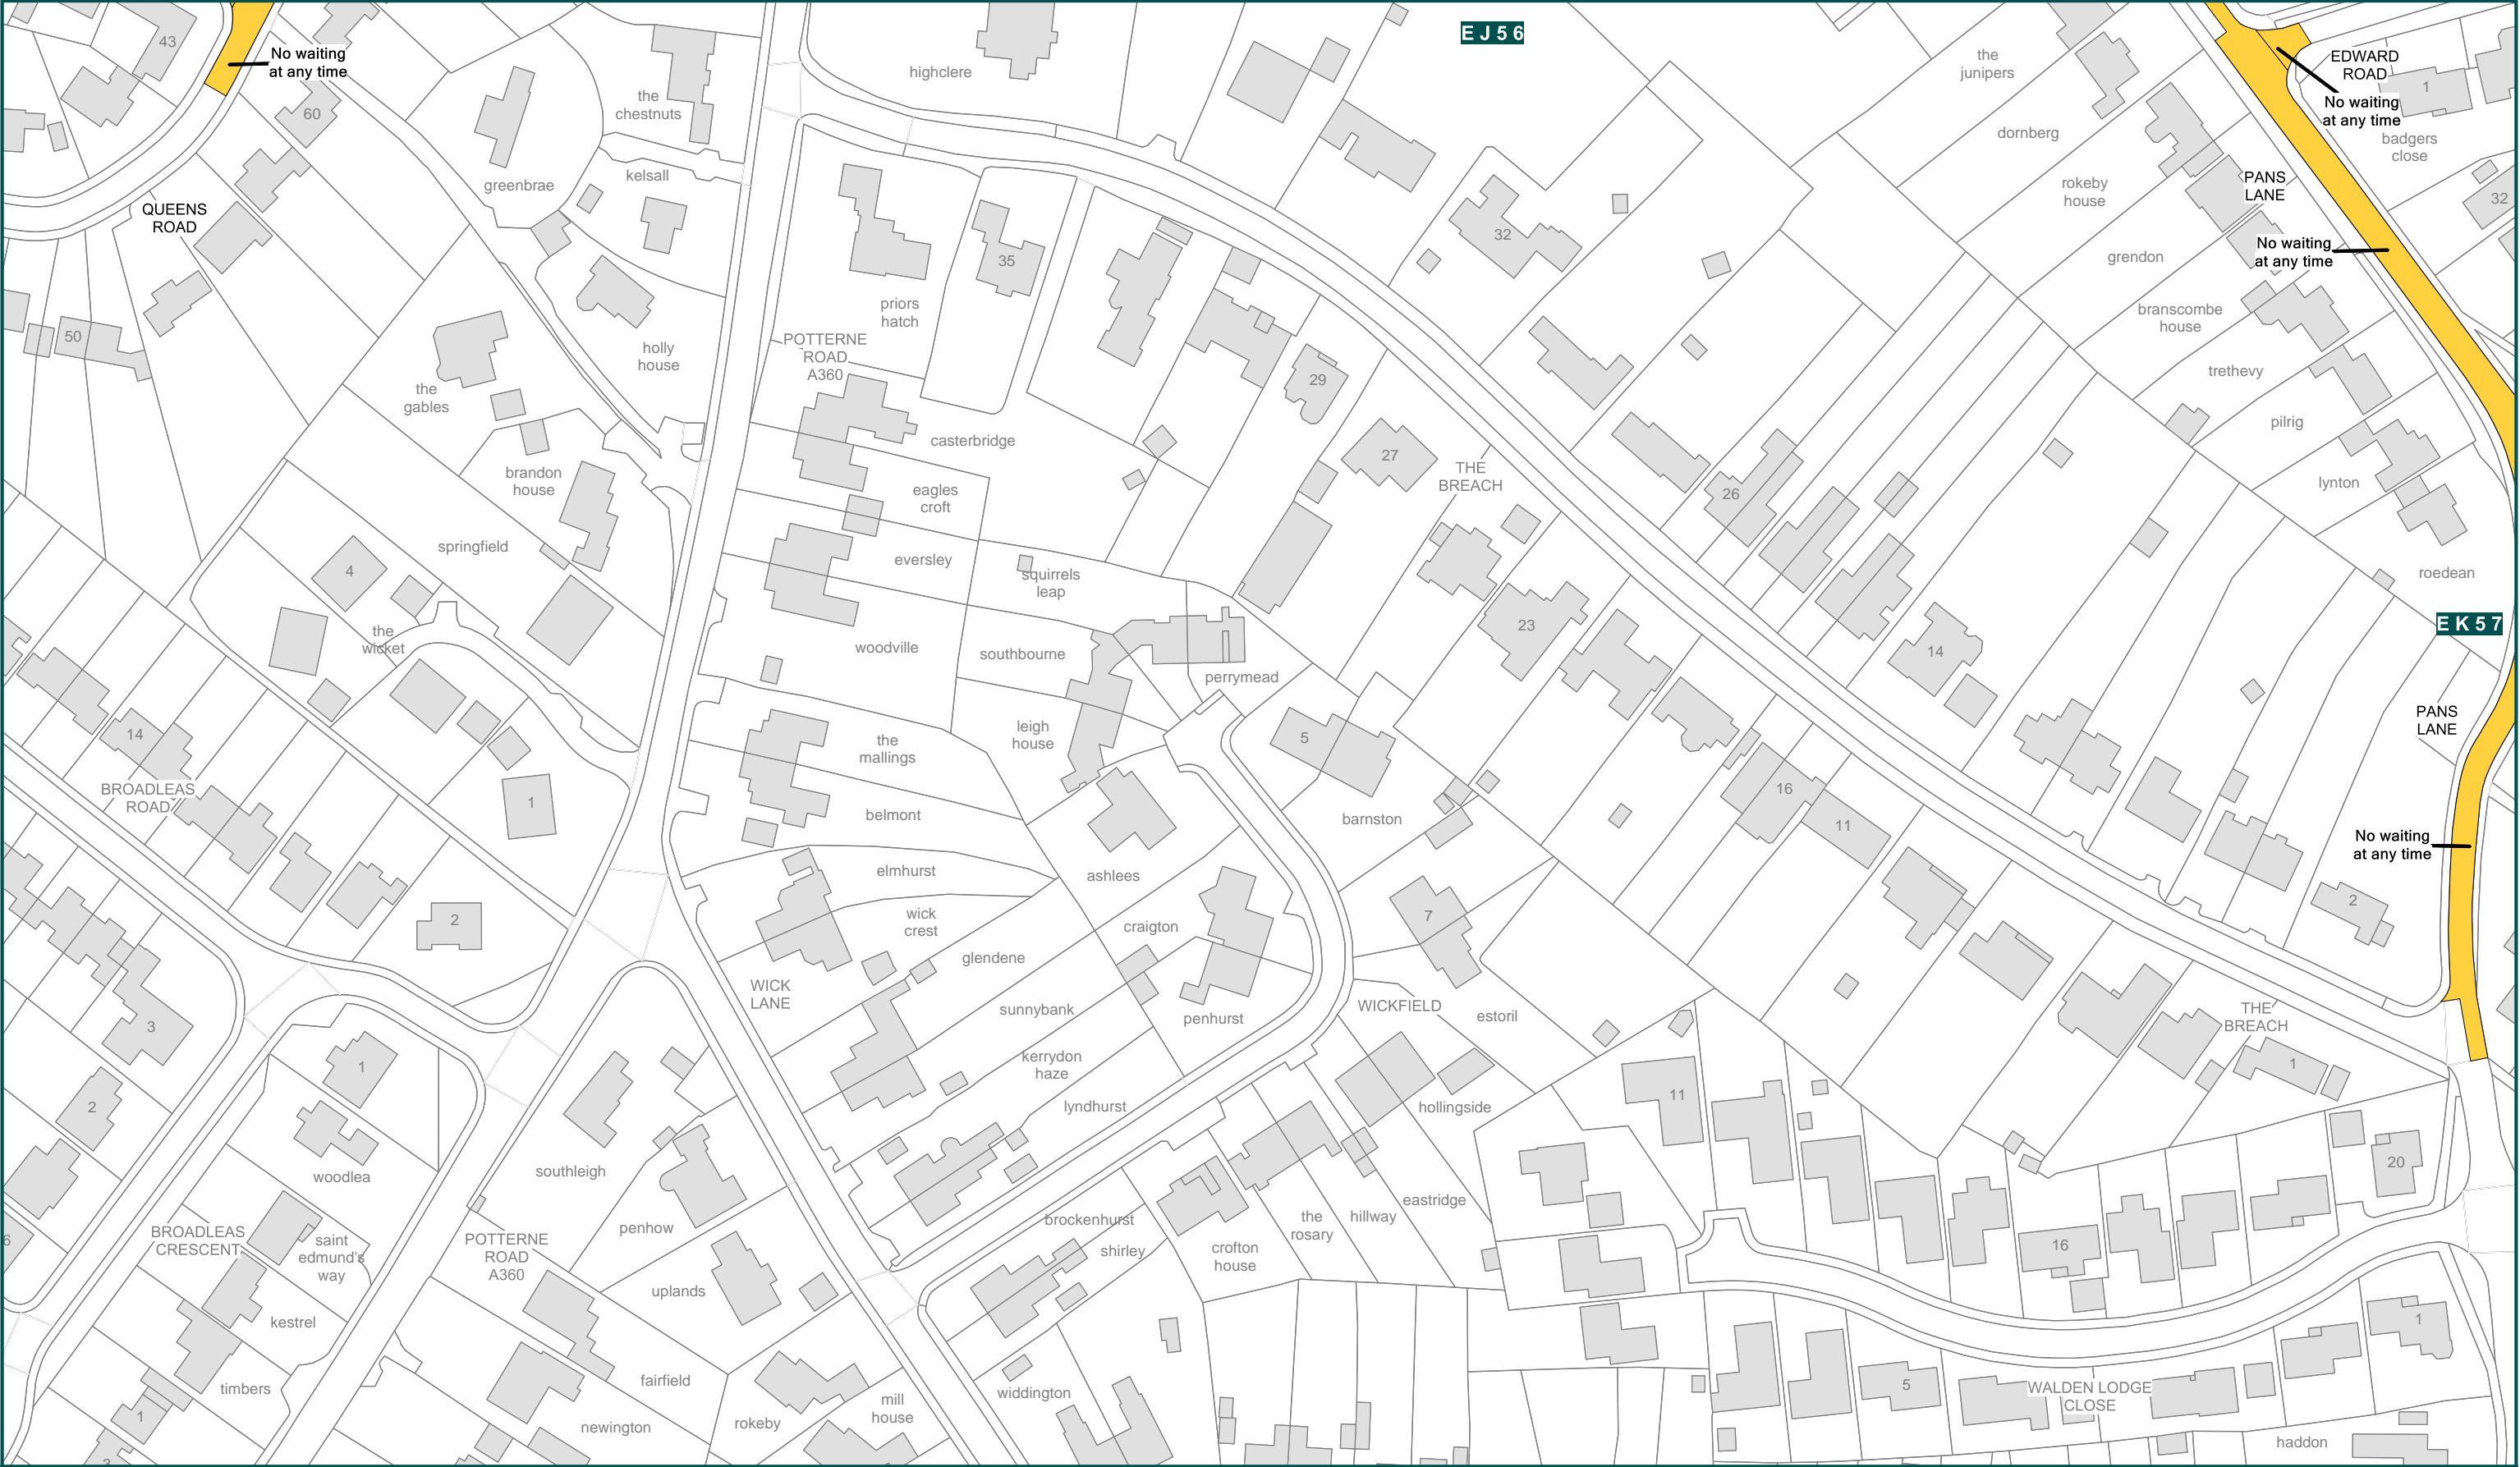 EJ56
43
No waiting
at any time
60
highclere
the
chestnuts
greenbrae
kelsall
QUEENS
ROAD
50
35
priors
hatch
POTTERNE
ROAD
A360
holly
house
the
gables
brandon
house
springfield
casterbridge
eagles
croft
eversley
squirrels
leap
woodville
southbourne
perrymead
leigh
house
the
mallings
belmont
elmhurst
wick
crest
glendene
sunnybank
kerrydon
haze
lyndhurst
ashlees
craigton
penhurst
WICK
LANE
32
29
27
THE
BREACH
26
23
14
5
barnston
16
11
7
WICKFIELD
estoril
hollingside
the
junipers
dornberg
rokeby
house
grendon
branscombe
house
trethevy
pilrig
lynton
roedean
PANS
LANE
No waiting
at any time
EDWARD
ROAD
1
No waiting
at any time
badgers
close
32
EK57
PANS
LANE
No waiting
at any time
2
THE
BREACH
1
4
the
wicket
1
14
BROADLEAS
ROAD
2
3
2
6
1
woodlea
BROADLEAS
CRESCENT
saint
edmund's
way
kestrel
timbers
1
3
POTTERNE
ROAD
A360
southleigh
penhow
uplands
fairfield
newington
rokeby
mill
house
brockenhurst
shirley
crofton
house
the
rosary
hillway
eastridge
widdington
11
20
16
5
WALDEN LODGE
CLOSE
1
haddon